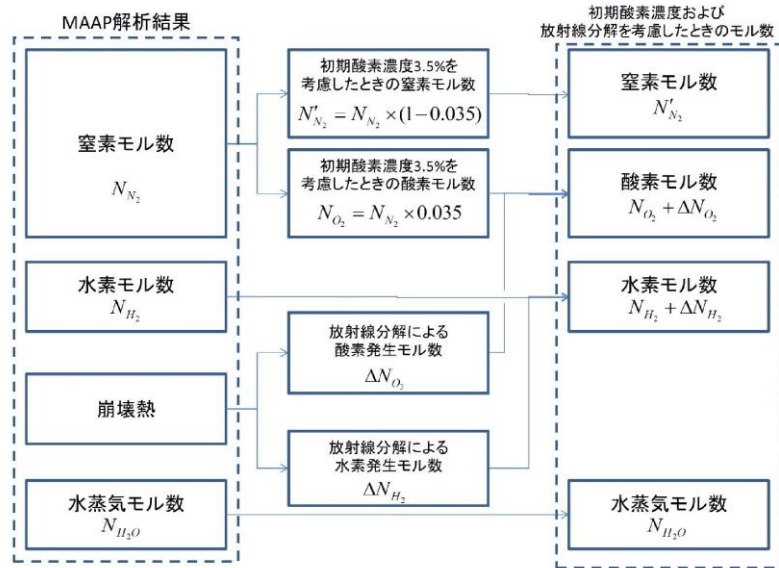 MAAP解析結果
初期酸素濃度および
放射線分解を考慮したときのモル数
窒素モル数
N_{N_2}
初期酸素濃度3.5%を
考慮したときの窒素モル数
N'_{N_2} = N_{N_2} × (1−0.035)
窒素モル数
N'_{N_2}
初期酸素濃度3.5%を
考慮したときの酸素モル数
N_{O_2} = N_{N_2} × 0.035
酸素モル数
N_{O_2} + ΔN_{O_2}
水素モル数
N_{H_2}
水素モル数
N_{H_2} + ΔN_{H_2}
放射線分解による
酸素発生モル数
ΔN_{O_2}
崩壊熱
放射線分解による
水素発生モル数
ΔN_{H_2}
水蒸気モル数
N_{H_2O}
水蒸気モル数
N_{H_2O}